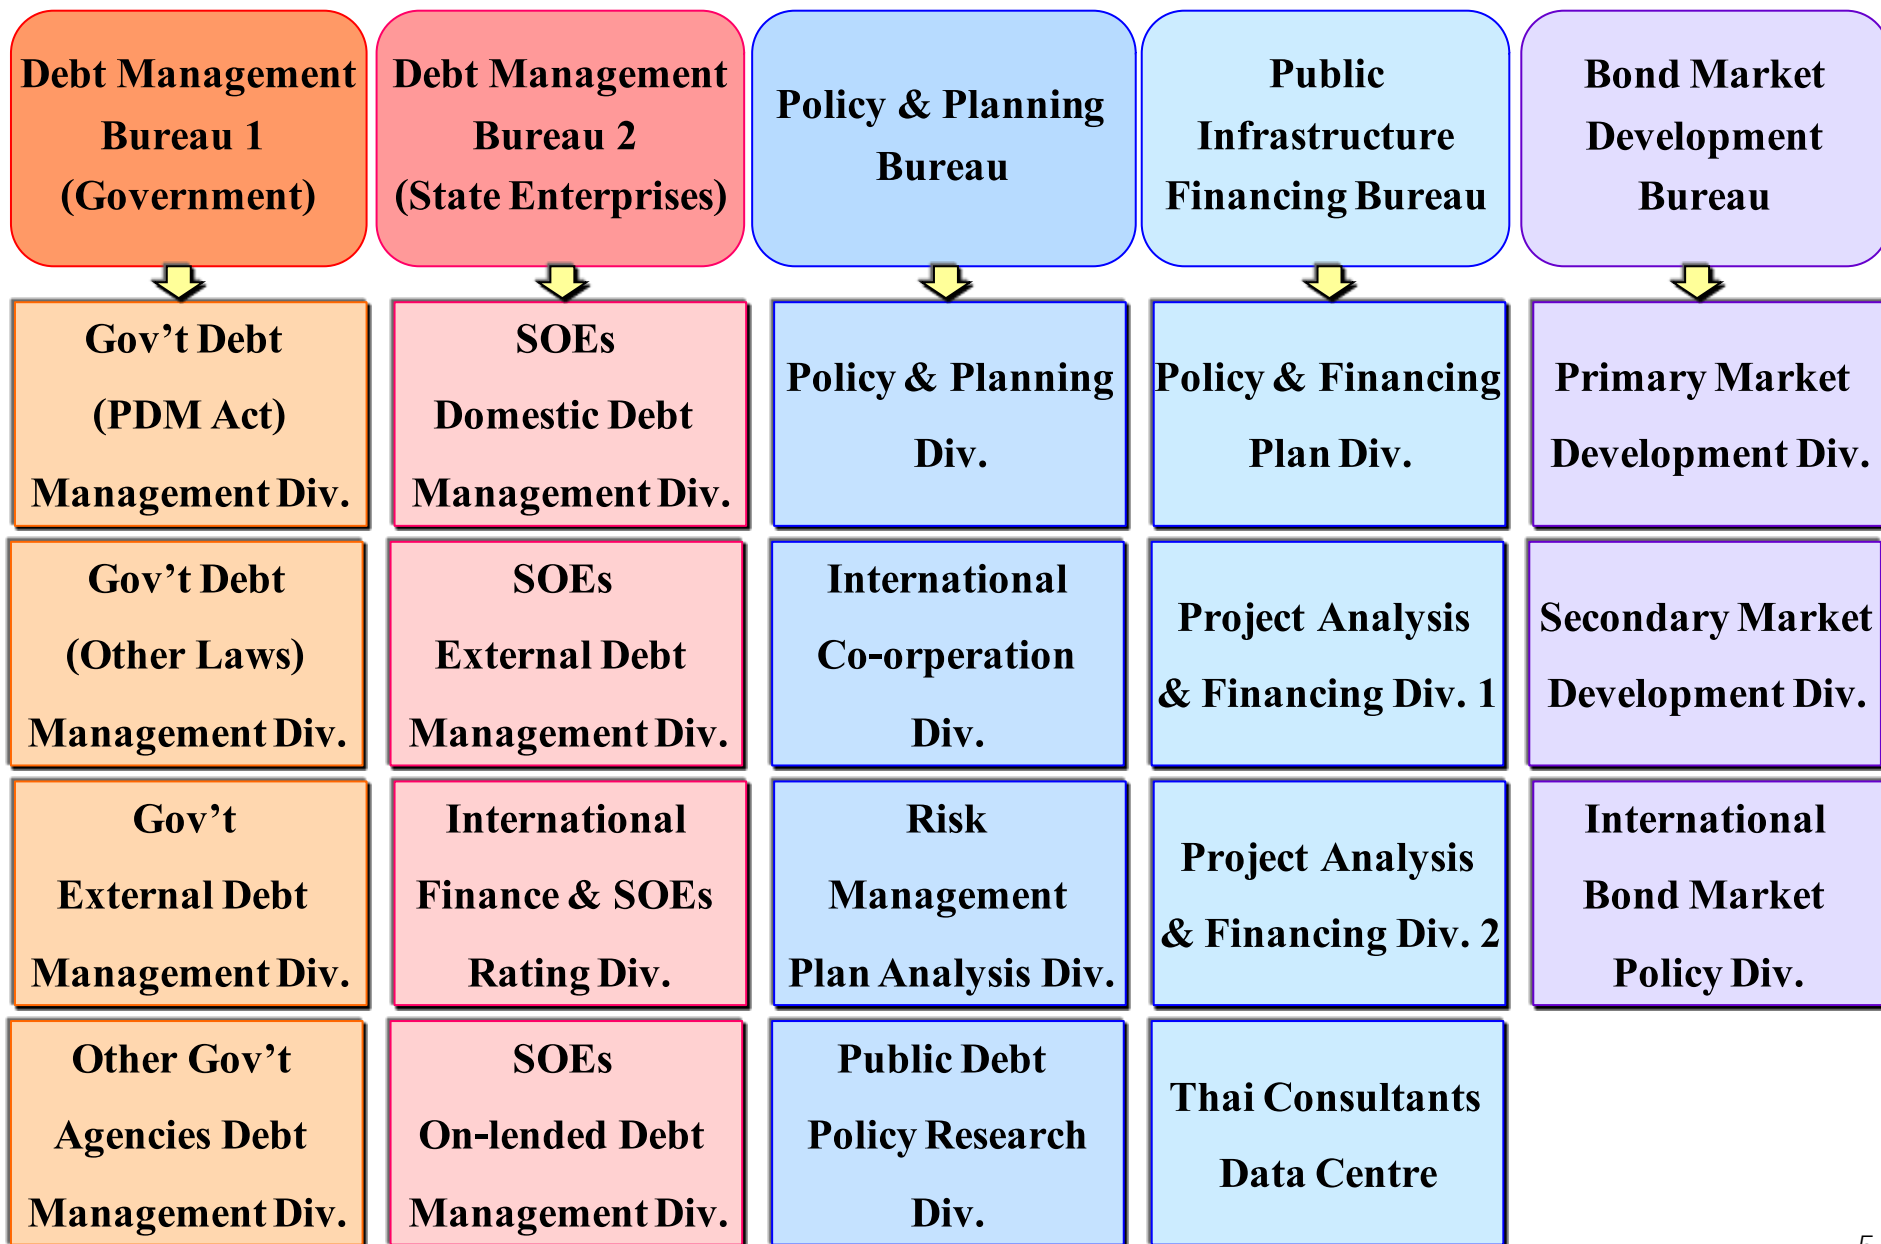 Debt Management
Bureau 1
(Government)
Debt Management
Bureau 2
(State Enterprises)
Policy & Planning
Bureau
Public
Infrastructure
Financing Bureau
Bond Market
Development
Bureau
Gov’t Debt
(PDM Act)
Management Div.
SOEs
Domestic Debt
Management Div.
Policy & Planning
Div.
Policy & Financing
Plan Div.
Primary Market
Development Div.
Gov’t Debt
(Other Laws)
Management Div.
SOEs
External Debt
Management Div.
International
Co-orperation
Div.
Project Analysis
& Financing Div. 1
Secondary Market
Development Div.
Gov’t
External Debt
Management Div.
International
Finance & SOEs
Rating Div.
Risk
Management
Plan Analysis Div.
Project Analysis
& Financing Div. 2
International
Bond Market
Policy Div.
Other Gov’t
Agencies Debt
Management Div.
SOEs
On-lended Debt
Management Div.
Public Debt
Policy Research
Div.
Thai Consultants
Data Centre
5